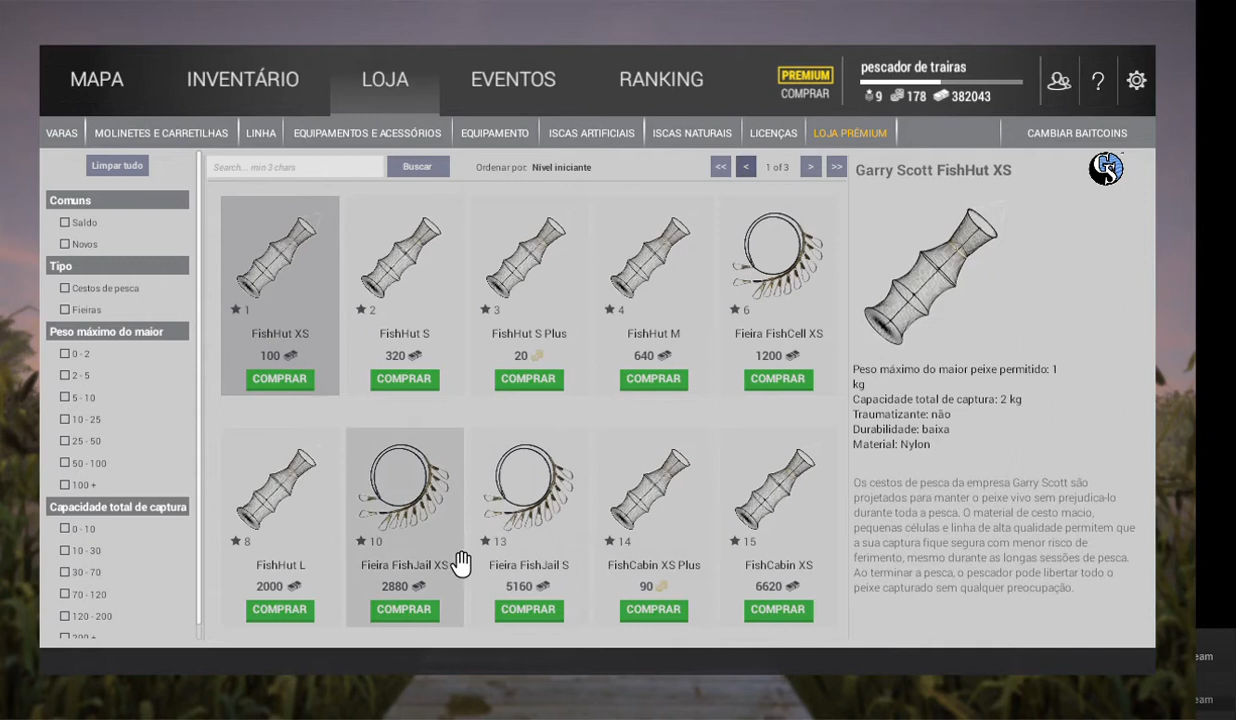 MAPA INVENTÁRIO LOJA EVENTOS RANKING
PREMIUM
COMPRAR
pescador de trairas
9 178 382043
?
VARAS MOLINETES E CARRETILHAS LINHA EQUIPAMENTOS E ACESSÓRIOS EQUIPAMENTO ISCAS ARTIFICIAIS ISCAS NATURAIS LICENÇAS LOJA PRÉMIUM CAMBIAR BAITCOINS
Limpar tudo
Search... min 3 chars
Buscar
Ordenar por: Nível iniciante
<< < 1 of 3 > >>
Comuns
Saldo
Novos
Tipo
Cestos de pesca
Fieiras
Peso máximo do maior
0 - 2
2 - 5
5 - 10
10 - 25
25 - 50
50 - 100
100 +
Capacidade total de captura
0 - 10
10 - 30
30 - 70
70 - 120
120 - 200
200 +
1 2 3 4 6
FishHut XS FishHut S FishHut S Plus FishHut M Fieira FishCell XS
100 320 20 640 1200
COMPRAR COMPRAR COMPRAR COMPRAR COMPRAR
8 10 13 14 15
FishHut L Fieira FishJail XS Fieira FishJail S FishCabin XS Plus FishCabin XS
2000 2880 5160 90 6620
COMPRAR COMPRAR COMPRAR COMPRAR COMPRAR
Garry Scott FishHut XS
GS
Peso máximo do maior peixe permitido: 1
kg
Capacidade total de captura: 2 kg
Traumatizante: não
Durabilidade: baixa
Material: Nylon
Os cestos de pesca da empresa Garry Scott são
projetados para manter o peixe vivo sem prejudica-lo
durante toda a pesca. O material de cesto macio,
pequenas células e linha de alta qualidade permitem que
a sua captura fique segura com menor risco de
ferimento, mesmo durante as longas sessões de pesca.
Ao terminar a pesca, o pescador pode libertar todo o
peixe capturado sem qualquer preocupação.
eam
eam